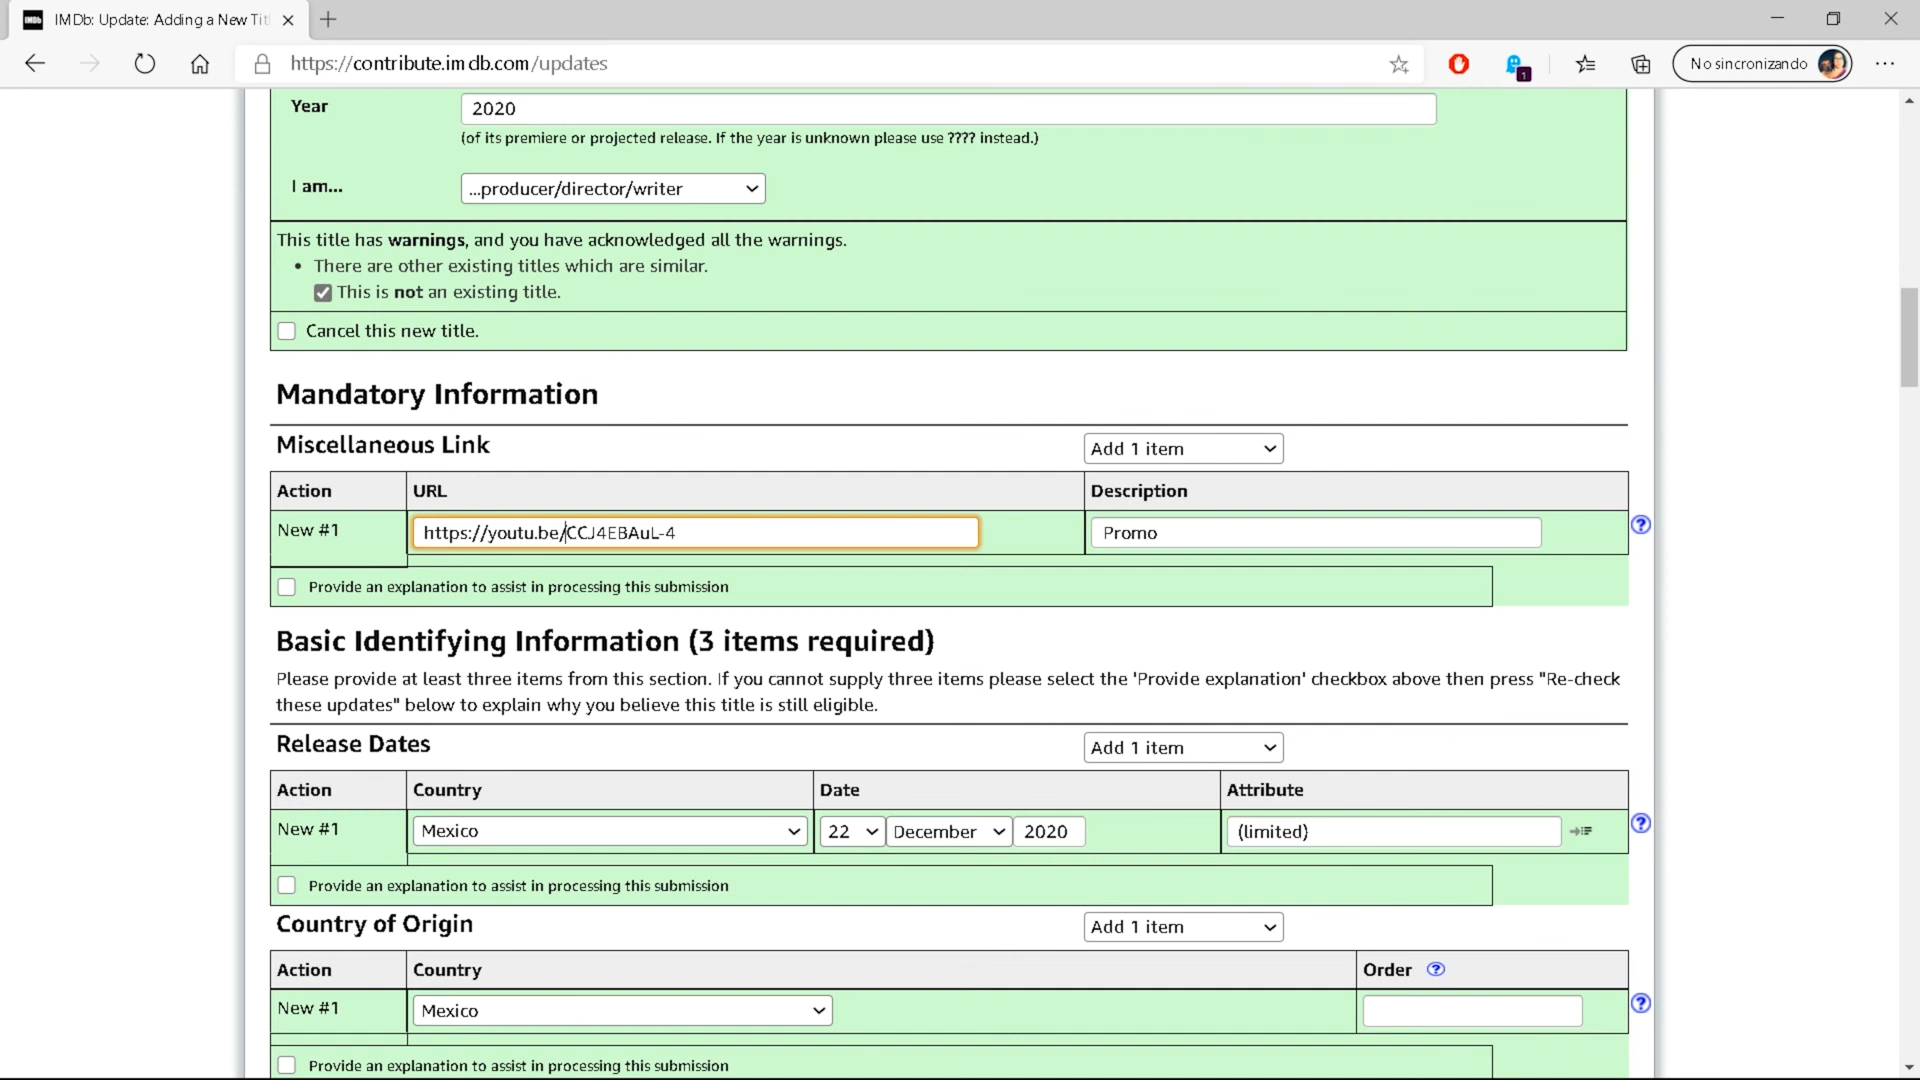 IMDb: Update: Adding a New Titl
https://contribute.imdb.com/updates
1
No sincronizando
Year
2020
(of its premiere or projected release. If the year is unknown please use ???? instead.)
I am...
...producer/director/writer
This title has warnings, and you have acknowledged all the warnings.
• There are other existing titles which are similar.
This is not an existing title.
Cancel this new title.
Mandatory Information
Miscellaneous Link
Add 1 item
Action URL Description
New #1 https://youtu.be/CCJ4EBAuL-4 Promo ?
Provide an explanation to assist in processing this submission
Basic Identifying Information (3 items required)
Please provide at least three items from this section. If you cannot supply three items please select the 'Provide explanation' checkbox above then press "Re-check
these updates" below to explain why you believe this title is still eligible.
Release Dates
Add 1 item
Action Country Date Attribute
New #1 Mexico 22 December 2020 (limited) ?
Provide an explanation to assist in processing this submission
Country of Origin
Add 1 item
Action Country Order ?
New #1 Mexico ?
Provide an explanation to assist in processing this submission